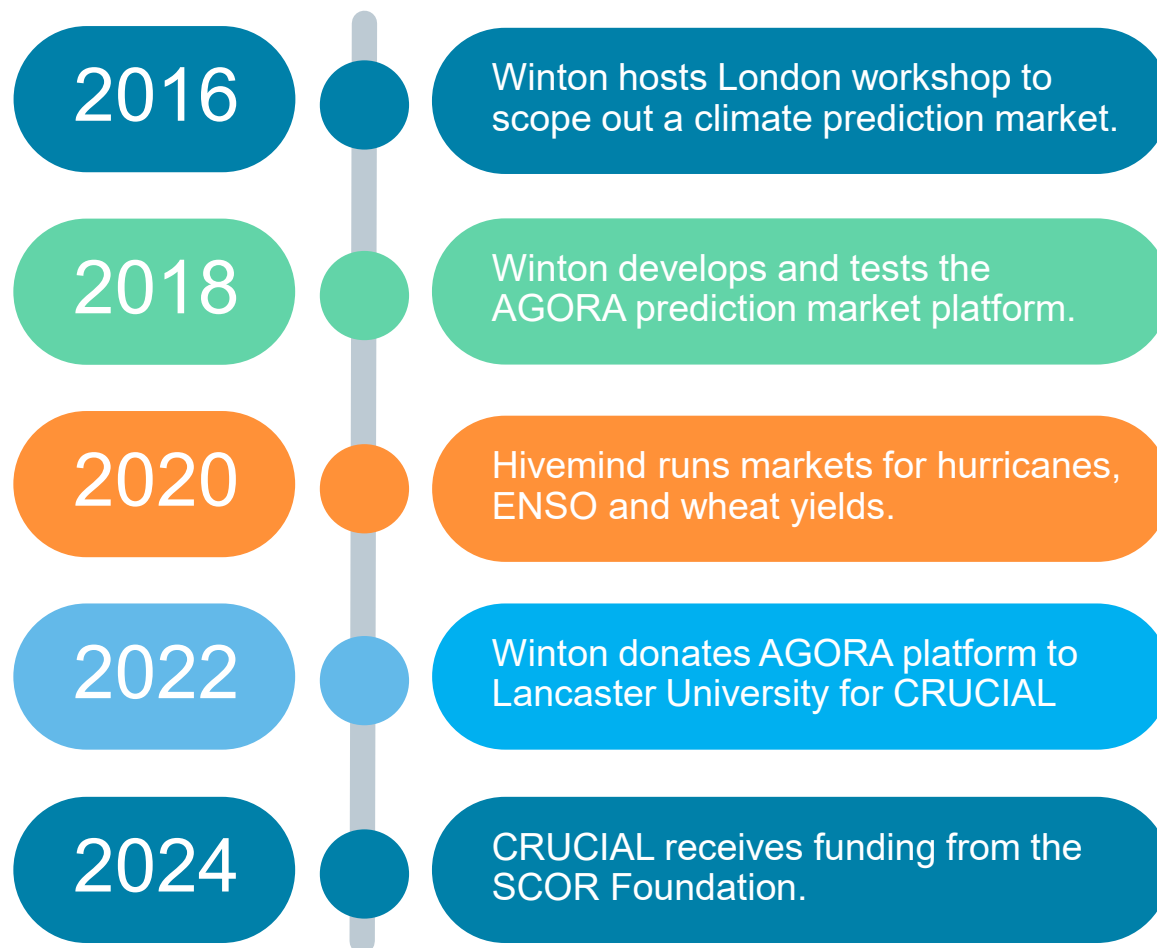 2016
Winton hosts London workshop to
scope out a climate prediction market.
2018
Winton develops and tests the
AGORA prediction market platform.
2020
Hivemind runs markets for hurricanes,
ENSO and wheat yields.
2022
Winton donates AGORA platform to
Lancaster University for CRUCIAL
2024
CRUCIAL receives funding from the
SCOR Foundation.